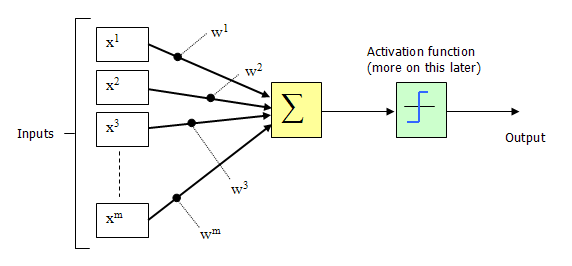 Inputs
x¹
x²
x³
xᵐ
w¹
w²
w³
wᵐ
∑
Activation function
(more on this later)
Output